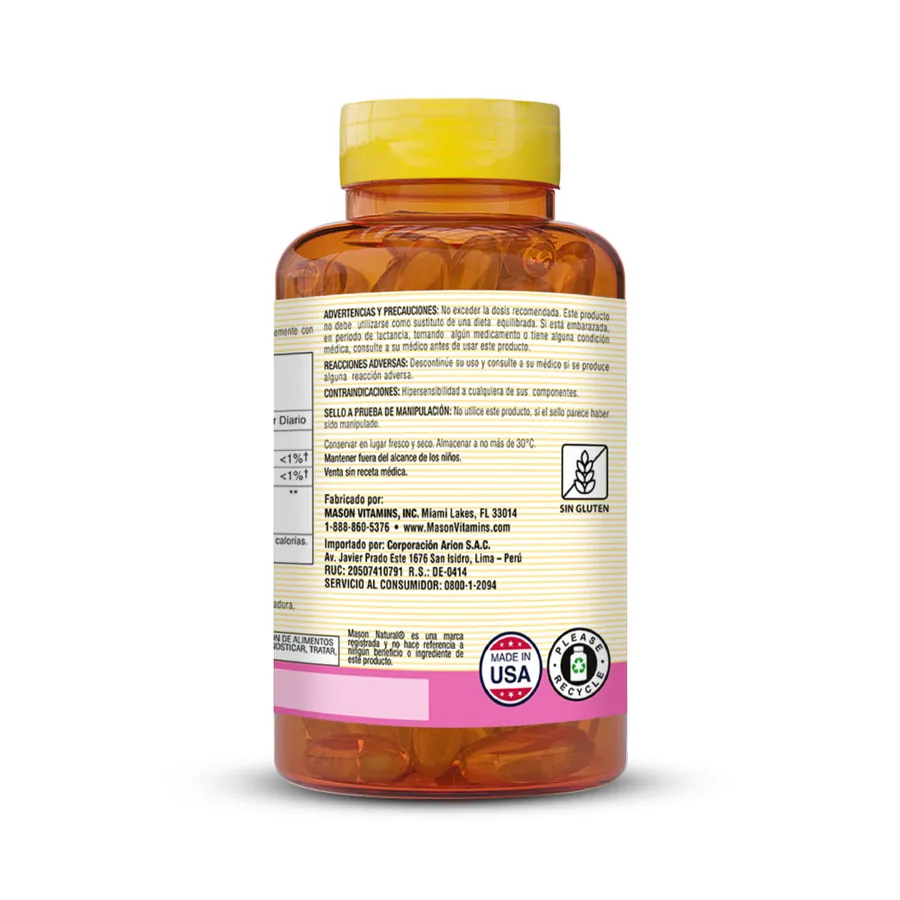 emente con
r Diario
<1%†
<1%†
**
calorías.
adura,
ÓN DE ALIMENTOS
NOSTICAR, TRATAR,
ADVERTENCIAS Y PRECAUCIONES: No exceder la dosis recomendada. Este producto
no debe utilizarse como sustituto de una dieta equilibrada. Si está embarazada,
en periodo de lactancia, tomando algún medicamento o tiene alguna condición
médica, consulte a su médico antes de usar este producto.
REACCIONES ADVERSAS: Descontinúe su uso y consulte a su médico si se produce
alguna reacción adversa.
CONTRAINDICACIONES: Hipersensibilidad a cualquiera de sus componentes.
SELLO A PRUEBA DE MANIPULACIÓN: No utilice este producto, si el sello parece haber
sido manipulado.
Conservar en lugar fresco y seco. Almacenar a no más de 30°C.
Mantener fuera del alcance de los niños.
Venta sin receta médica.
SIN GLUTEN
Fabricado por:
MASON VITAMINS, INC. Miami Lakes, FL 33014
1-888-860-5376 • www.MasonVitamins.com
Importado por: Corporación Arion S.A.C.
Av. Javier Prado Este 1676 San Isidro, Lima – Perú
RUC: 20507410791 R.S.: DE-0414
SERVICIO AL CONSUMIDOR: 0800-1-2094
Mason Natural® es una marca
registrada y no hace referencia a
ningún beneficio o ingrediente de
este producto.
MADE IN
USA
PLEASE
RECYCLE